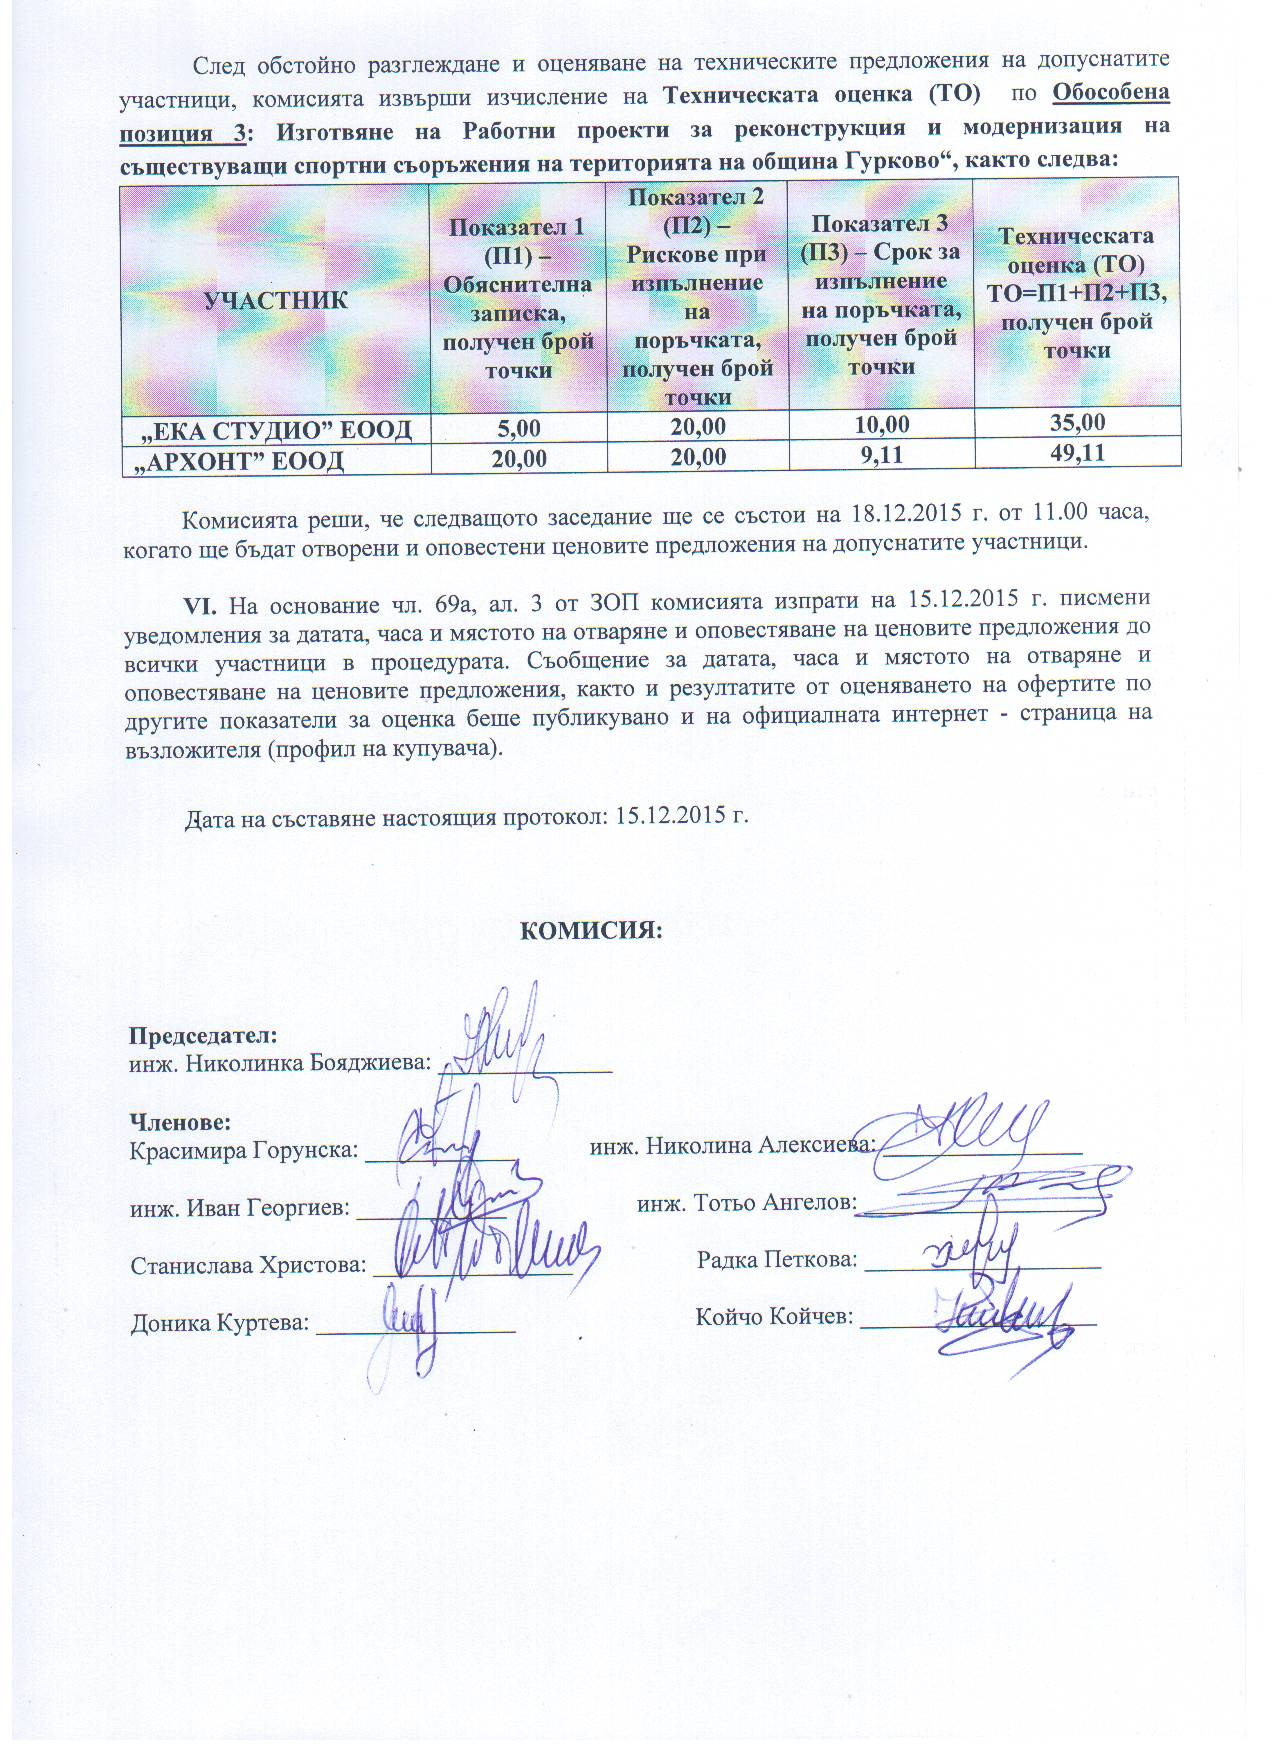 След обстойно разглеждане и оценяване на техническите предложения на допуснатите
участници, комисията извърши изчисление на Техническата оценка (ТО) по Обособена
позиция 3: Изготвяне на Работни проекти за реконструкция и модернизация на
съществуващи спортни съоръжения на територията на община Гурково“, както следва:
УЧАСТНИК
Показател 1
(П1) –
Обяснителна
записка,
получен брой
точки
Показател 2
(П2) –
Рискове при
изпълнение
на
поръчката,
получен брой
точки
Показател 3
(П3) – Срок за
изпълнение
на поръчката,
получен брой
точки
Техническата
оценка (ТО)
ТО=П1+П2+П3,
получен брой
точки
„ЕКА СТУДИО” ЕООД 5,00 20,00 10,00 35,00
„АРХОНТ” ЕООД 20,00 20,00 9,11 49,11
Комисията реши, че следващото заседание ще се състои на 18.12.2015 г. от 11.00 часа,
когато ще бъдат отворени и оповестени ценовите предложения на допуснатите участници.
VI. На основание чл. 69а, ал. 3 от ЗОП комисията изпрати на 15.12.2015 г. писмени
уведомления за датата, часа и мястото на отваряне и оповестяване на ценовите предложения до
всички участници в процедурата. Съобщение за датата, часа и мястото на отваряне и
оповестяване на ценовите предложения, както и резултатите от оценяването на офертите по
другите показатели за оценка беше публикувано и на официалната интернет - страница на
възложителя (профил на купувача).
Дата на съставяне настоящия протокол: 15.12.2015 г.
КОМИСИЯ:
Председател:
инж. Николинка Бояджиева:
Членове:
Красимира Горунска: инж. Николина Алексиева:
инж. Иван Георгиев: инж. Тотьо Ангелов:
Станислава Христова: Радка Петкова:
Доника Куртева: Койчо Койчев: